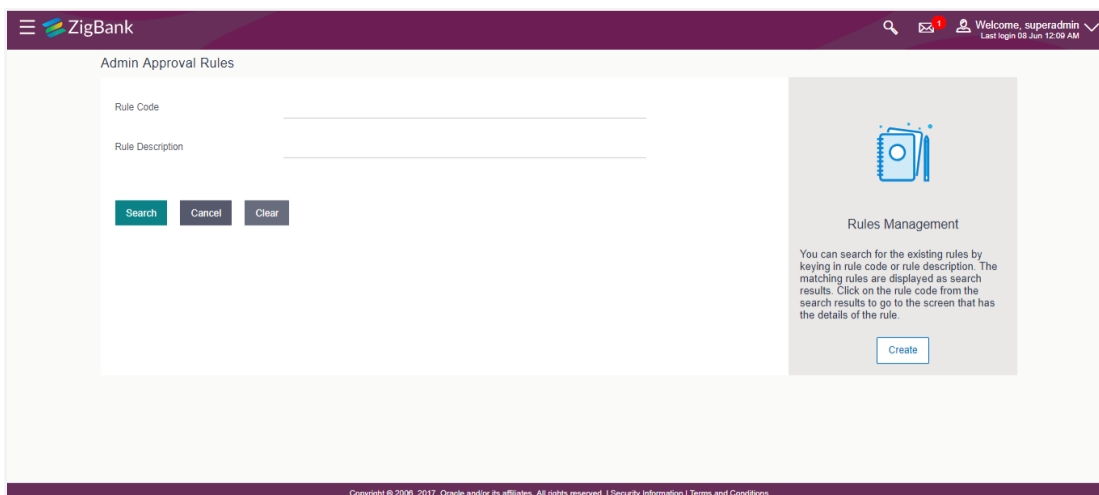 ZigBank
1
Welcome, superadmin
Last login 08 Jun 12:09 AM
Admin Approval Rules
Rule Code
Rule Description
Search Cancel Clear
Rules Management
You can search for the existing rules by
keying in rule code or rule description. The
matching rules are displayed as search
results. Click on the rule code from the
search results to go to the screen that has
the details of the rule.
Create
Copyright © 2006, 2017, Oracle and/or its affiliates. All rights reserved. | Security Information | Terms and Conditions